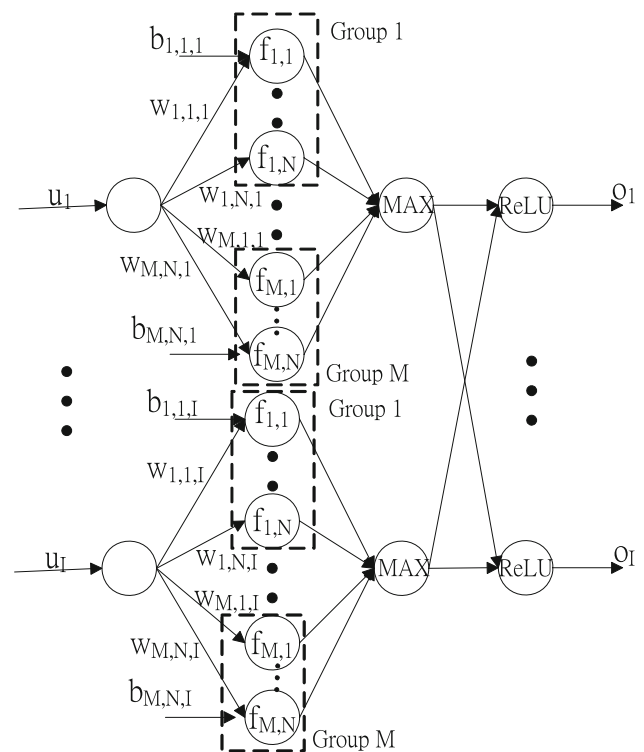 Group 1
b1,1,1
f1,1
w1,1,1
f1,N
u1
w1,N,1
MAX
ReLU
o1
wM,1,1
wM,N,1
fM,1
bM,N,1
fM,N
Group M
b1,1,I
f1,1
Group 1
w1,1,I
f1,N
uI
w1,N,I
MAX
ReLU
oI
wM,1,I
wM,N,I
fM,1
bM,N,I
fM,N
Group M